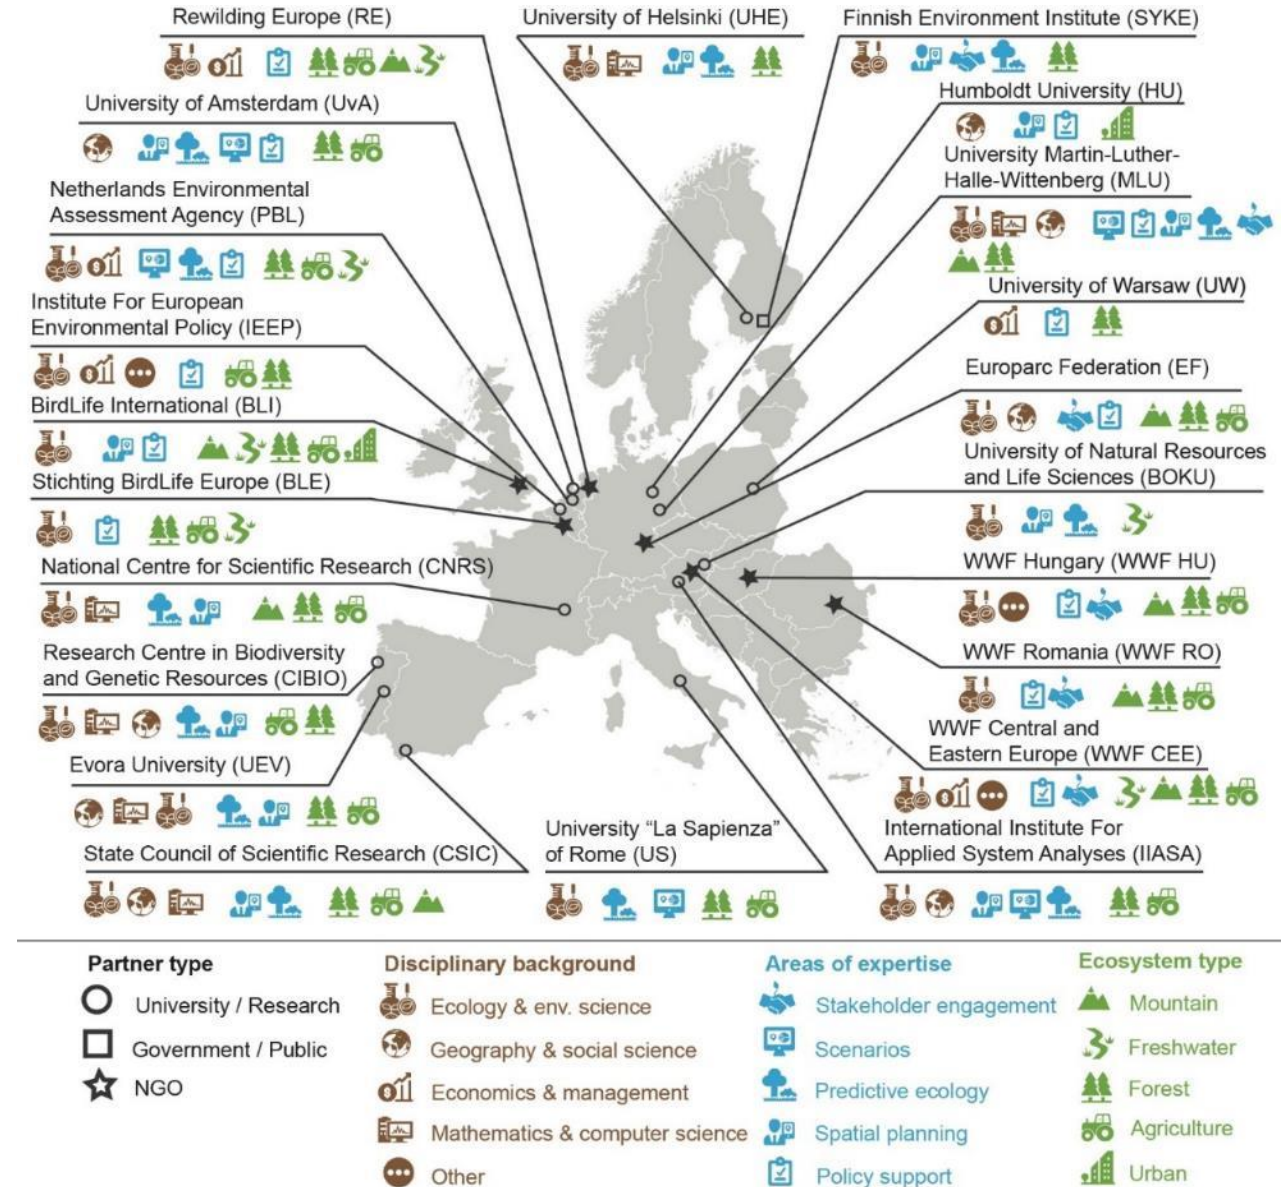 Rewilding Europe (RE)
University of Helsinki (UHE)
Finnish Environment Institute (SYKE)
University of Amsterdam (UvA)
Humboldt University (HU)
University Martin-Luther-
Halle-Wittenberg (MLU)
Netherlands Environmental
Assessment Agency (PBL)
University of Warsaw (UW)
Institute For European
Environmental Policy (IEEP)
Europarc Federation (EF)
BirdLife International (BLI)
University of Natural Resources
and Life Sciences (BOKU)
Stichting BirdLife Europe (BLE)
National Centre for Scientific Research (CNRS)
WWF Hungary (WWF HU)
Research Centre in Biodiversity
and Genetic Resources (CIBIO)
WWF Romania (WWF RO)
WWF Central and
Eastern Europe (WWF CEE)
Evora University (UEV)
State Council of Scientific Research (CSIC)
University “La Sapienza”
of Rome (US)
International Institute For
Applied System Analyses (IIASA)
Partner type
University / Research
Government / Public
NGO
Disciplinary background
Ecology & env. science
Geography & social science
Economics & management
Mathematics & computer science
Other
Areas of expertise
Stakeholder engagement
Scenarios
Predictive ecology
Spatial planning
Policy support
Ecosystem type
Mountain
Freshwater
Forest
Agriculture
Urban